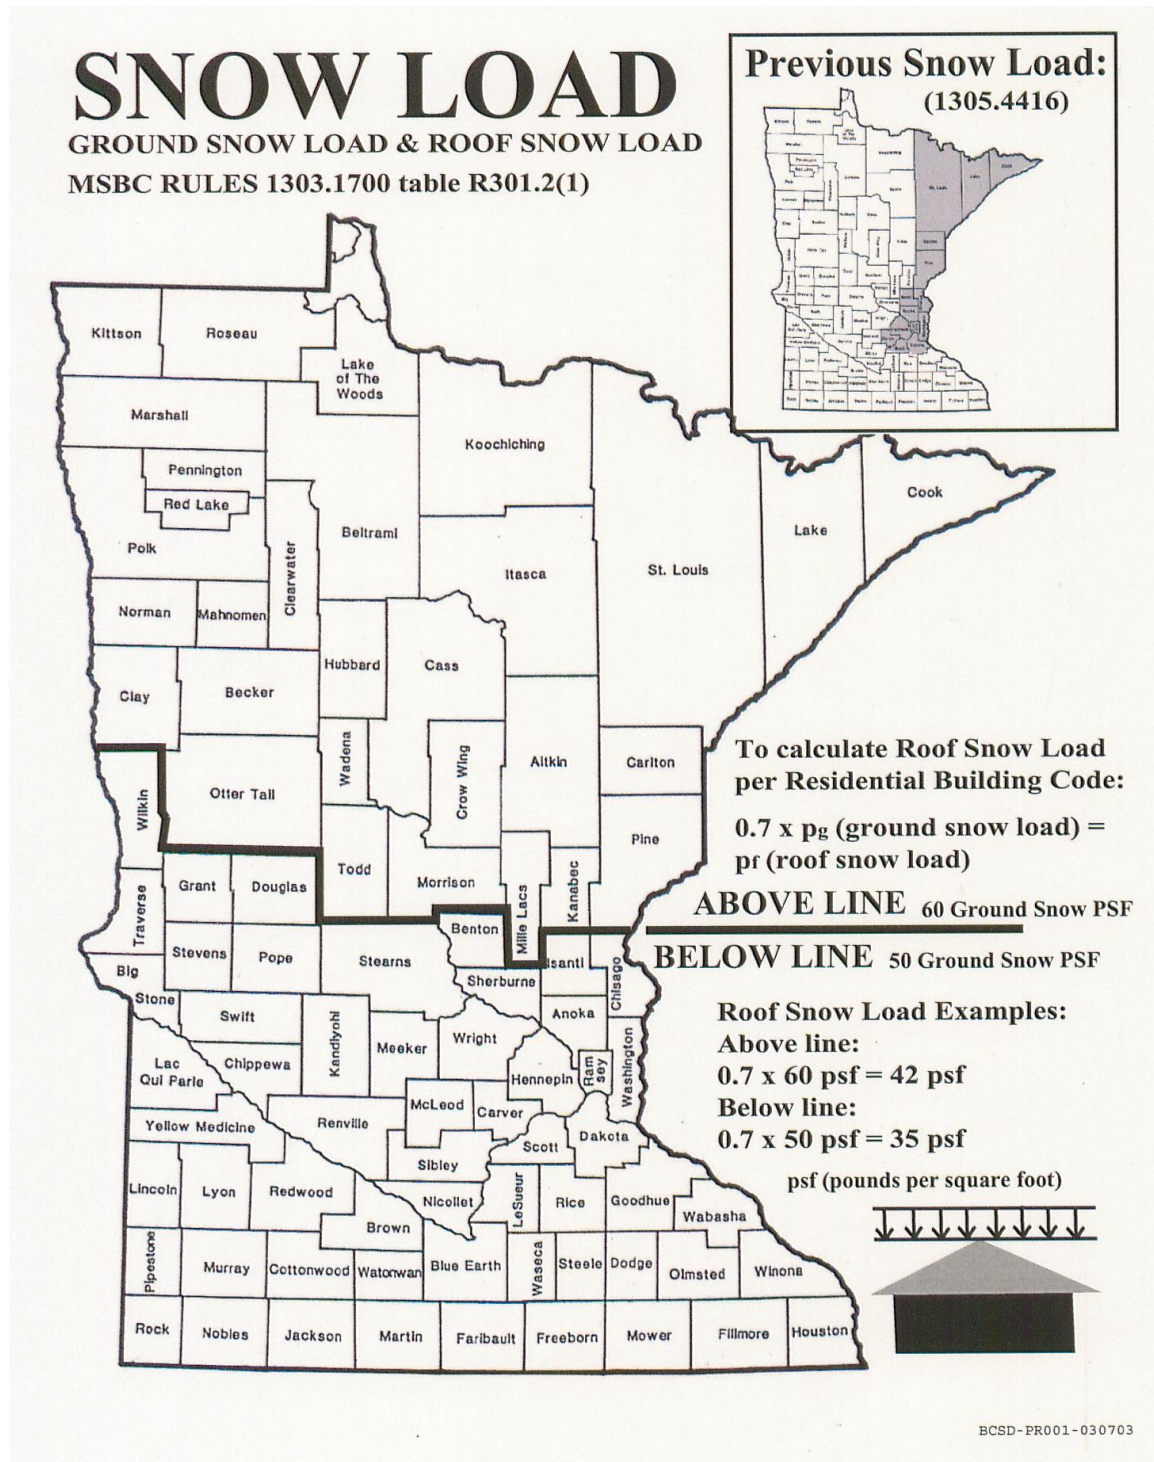 SNOW LOAD
GROUND SNOW LOAD & ROOF SNOW LOAD
MSBC RULES 1303.1700 table R301.2(1)
Previous Snow Load:
(1305.4416)
Kittson
Roseau
Lake
of The
Woods
Marshall
Koochiching
Pennington
Red Lake
Cook
Lake
Polk
Beltrami
Clearwater
Itasca
St. Louis
Norman
Mahnomen
Hubbard
Cass
Clay
Becker
Wadena
Crow Wing
Aitkin
Carlton
Otter Tail
Wilkin
Pine
Todd
Morrison
Mille Lacs
Kanabec
Grant
Douglas
Traverse
Benton
Stevens
Pope
Stearns
Isanti
Chisago
Big
Stone
Sherburne
Swift
Kandiyohi
Anoka
Meeker
Wright
Washington
Lac
Qui Parle
Chippewa
Hennepin
Ram
sey
McLeod
Carver
Yellow Medicine
Renville
Scott
Dakota
Sibley
Lincoln
Lyon
Redwood
Nicollet
LeSueur
Rice
Goodhue
Wabasha
Brown
Pipestone
Murray
Cottonwood
Watonwan
Blue Earth
Waseca
Steele
Dodge
Olmsted
Winona
Rock
Nobles
Jackson
Martin
Faribault
Freeborn
Mower
Fillmore
Houston
To calculate Roof Snow Load
per Residential Building Code:
0.7 x pg (ground snow load) =
pf (roof snow load)
ABOVE LINE 60 Ground Snow PSF
BELOW LINE 50 Ground Snow PSF
Roof Snow Load Examples:
Above line:
0.7 x 60 psf = 42 psf
Below line:
0.7 x 50 psf = 35 psf
psf (pounds per square foot)
BCSD-PR001-030703